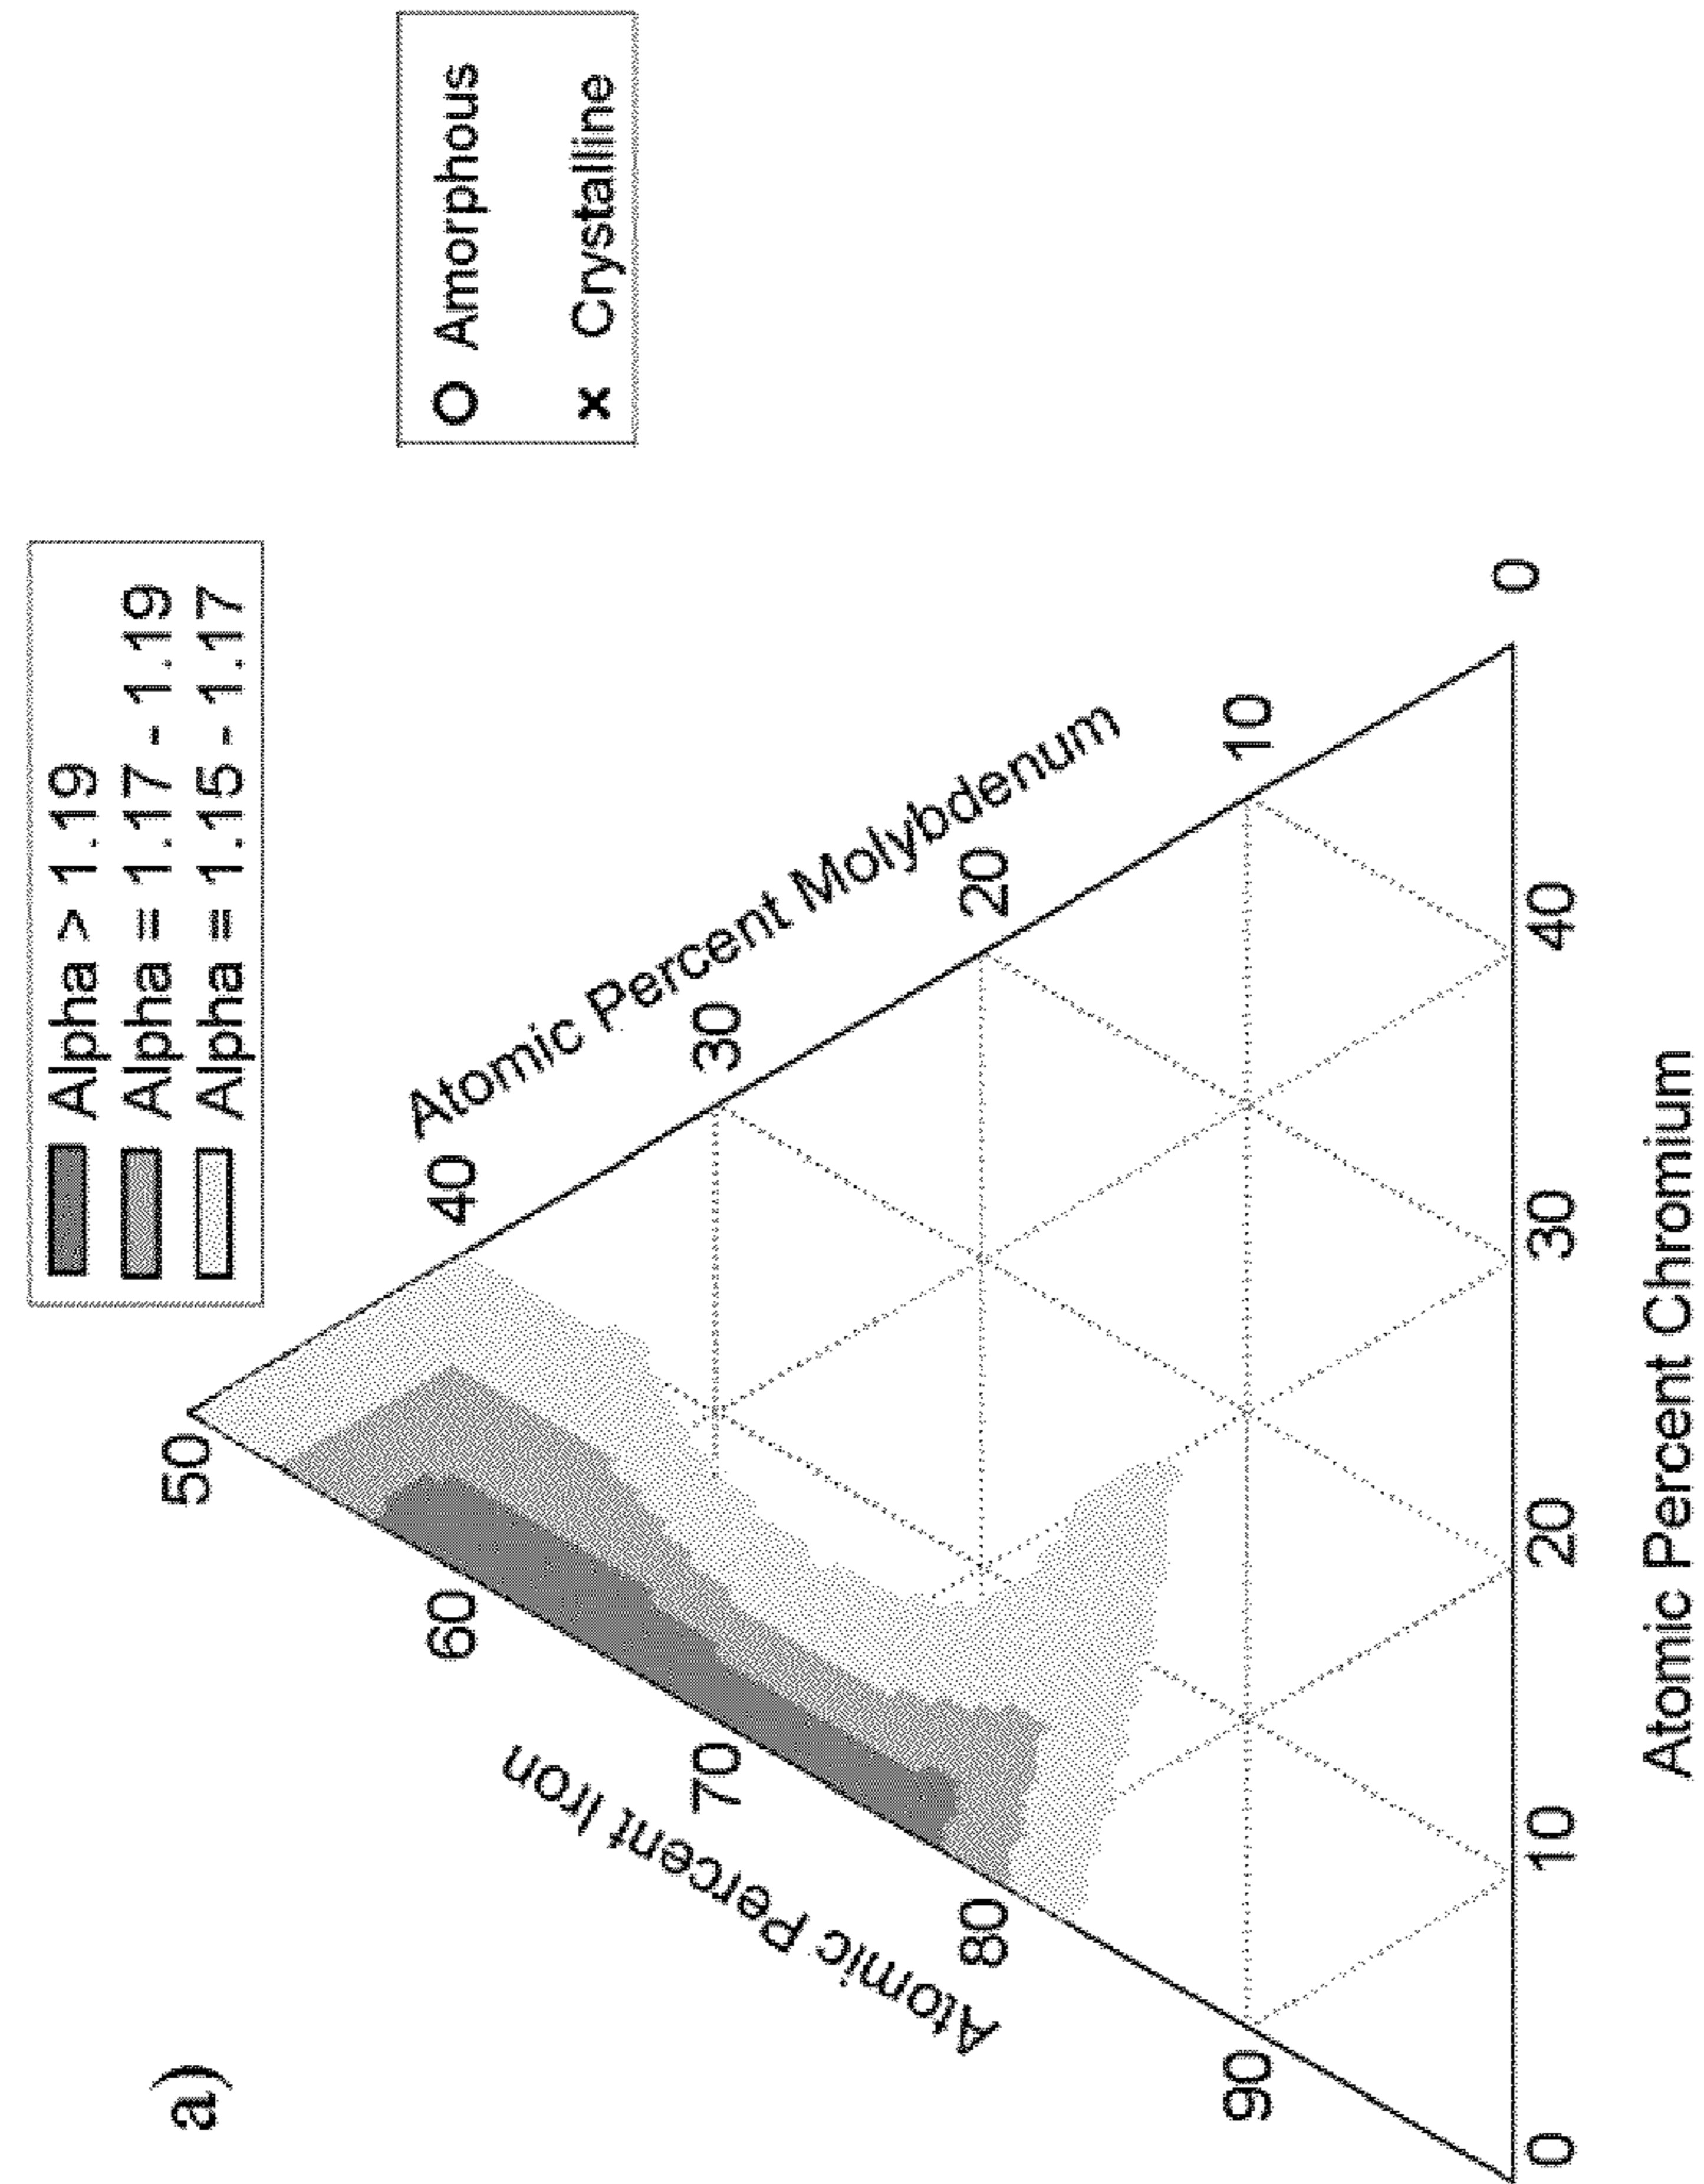 a)
Alpha > 1.19
Alpha = 1.17 - 1.19
Alpha = 1.15 - 1.17
O Amorphous
x Crystalline
50
60
70
80
90
Atomic Percent Iron
40
30
20
10
0
Atomic Percent Molybdenum
0
10
20
30
40
Atomic Percent Chromium